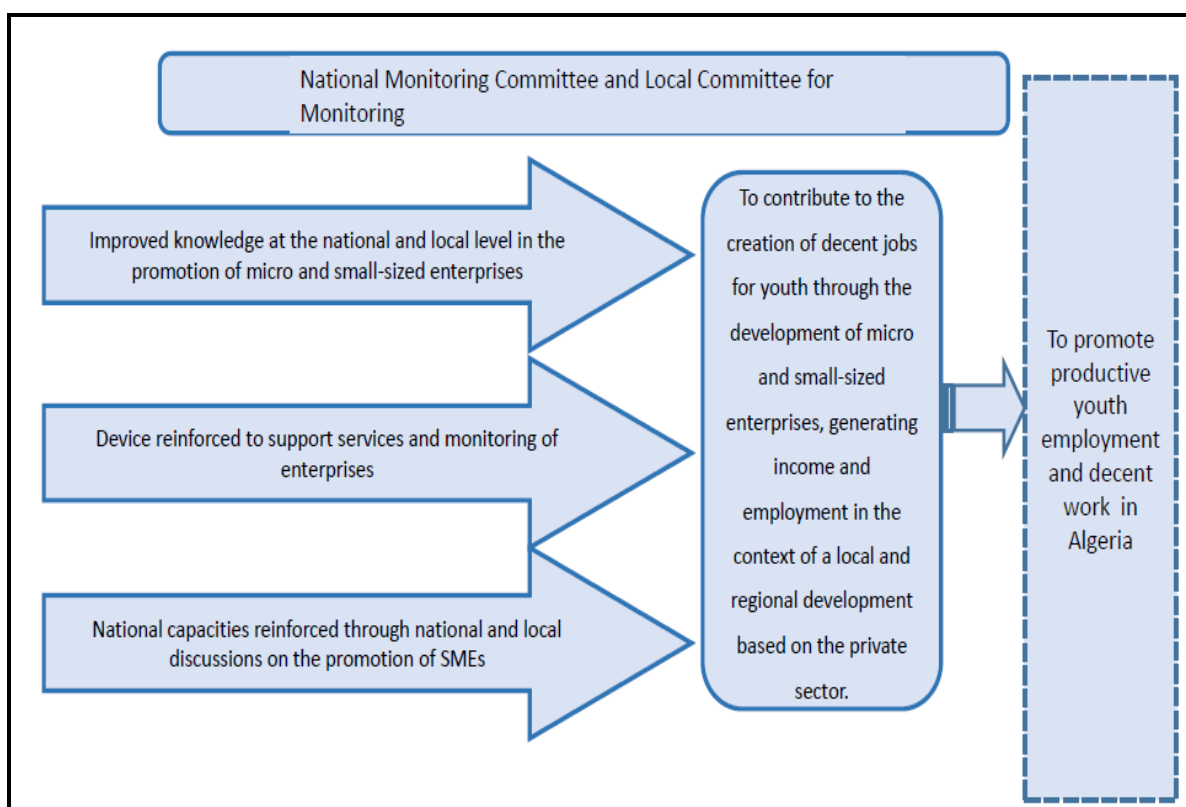 National Monitoring Committee and Local Committee for
Monitoring
Improved knowledge at the national and local level in the
promotion of micro and small-sized enterprises
Device reinforced to support services and monitoring of
enterprises
National capacities reinforced through national and local
discussions on the promotion of SMEs
To contribute to the
creation of decent jobs
for youth through the
development of micro
and small-sized
enterprises, generating
income and
employment in the
context of a local and
regional development
based on the private
sector.
To promote
productive
youth
employment
and decent
work in
Algeria